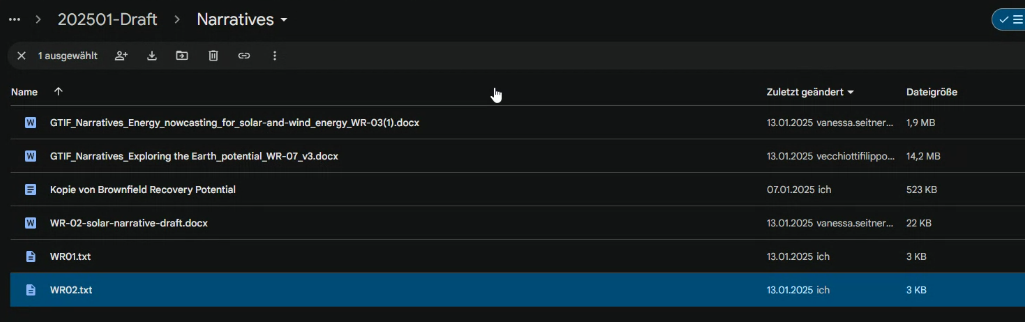 ... > 202501-Draft > Narratives
1 ausgewählt
Name Zuletzt geändert Dateigröße
GTIF_Narratives_Energy_nowcasting_for_solar-and-wind_energy_WR-03(1).docx 13.01.2025 vanessa.seitner... 1,9 MB
GTIF_Narratives_Exploring the Earth_potential_WR-07_v3.docx 13.01.2025 vecchiottifilippo... 14,2 MB
Kopie von Brownfield Recovery Potential 07.01.2025 ich 523 KB
WR-02-solar-narrative-draft.docx 13.01.2025 vanessa.seitner... 22 KB
WR01.txt 13.01.2025 ich 3 KB
WR02.txt 13.01.2025 ich 3 KB